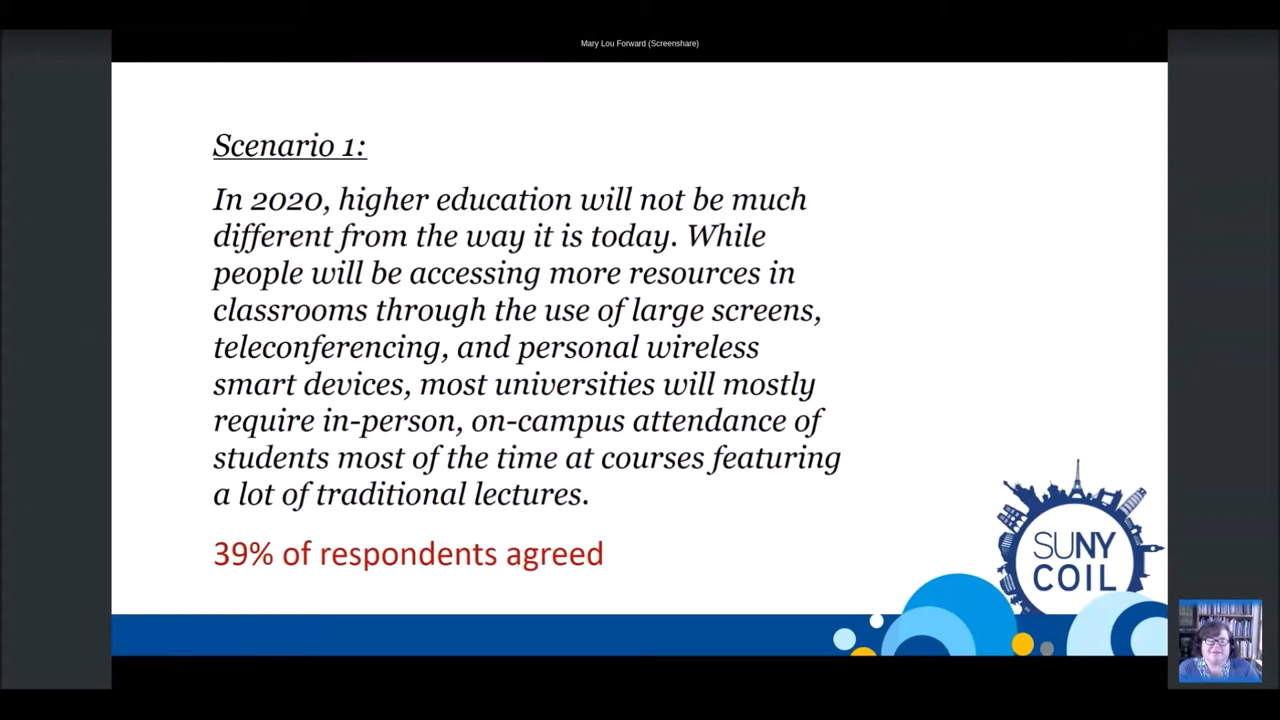 Mary Lou Forward (Screenshare)
Scenario 1:
In 2020, higher education will not be much
different from the way it is today. While
people will be accessing more resources in
classrooms through the use of large screens,
teleconferencing, and personal wireless
smart devices, most universities will mostly
require in-person, on-campus attendance of
students most of the time at courses featuring
a lot of traditional lectures.
39% of respondents agreed
SUNY
COIL